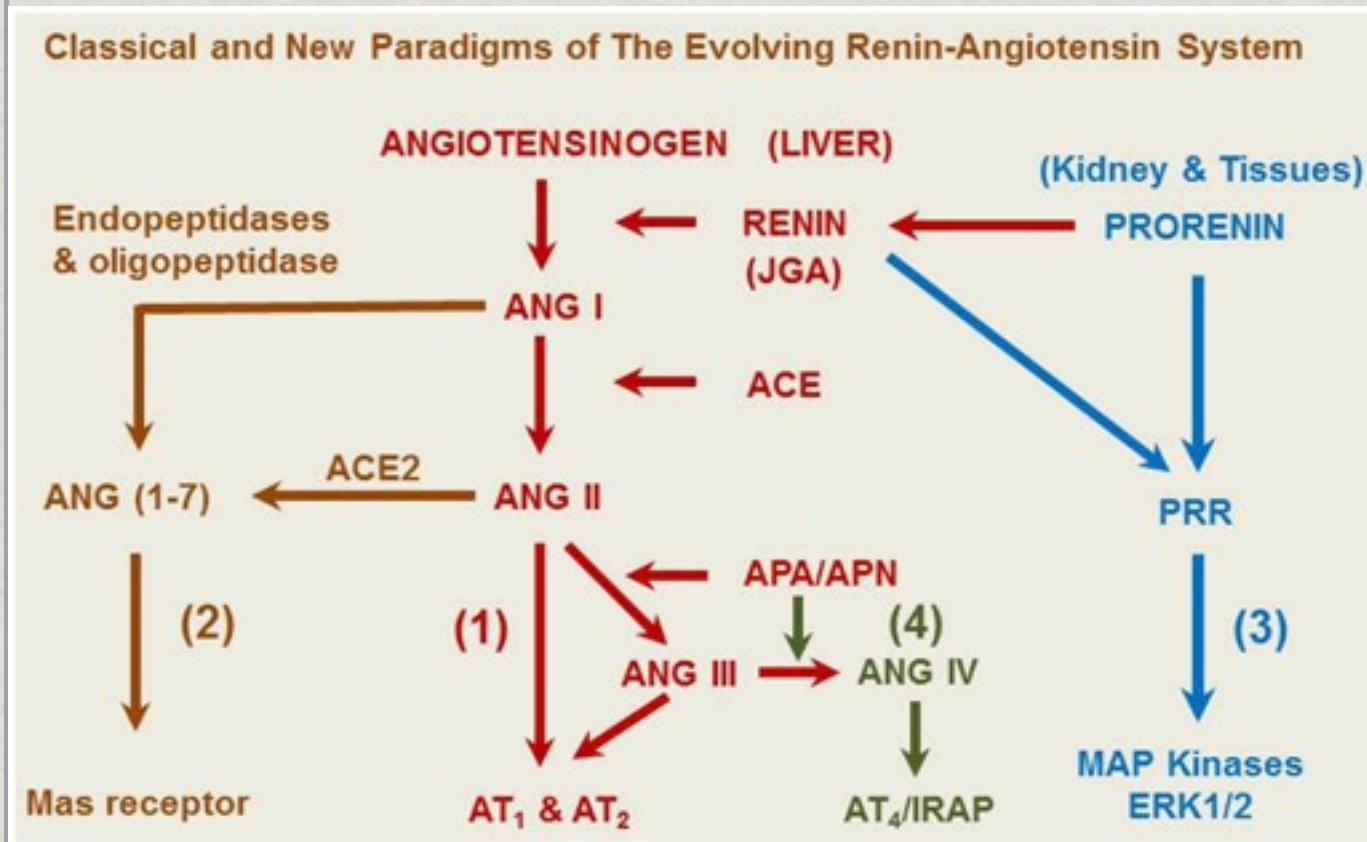 Classical and New Paradigms of The Evolving Renin-Angiotensin System
ANGIOTENSINOGEN (LIVER)
(Kidney & Tissues)
Endopeptidases
& oligopeptidase
RENIN
(JGA)
PRORENIN
ANG I
ACE
ACE2
ANG (1-7)
ANG II
PRR
APA/APN
(2)
(1)
(4)
(3)
ANG III
ANG IV
MAP Kinases
ERK1/2
Mas receptor
AT₁ & AT₂
AT₄/IRAP